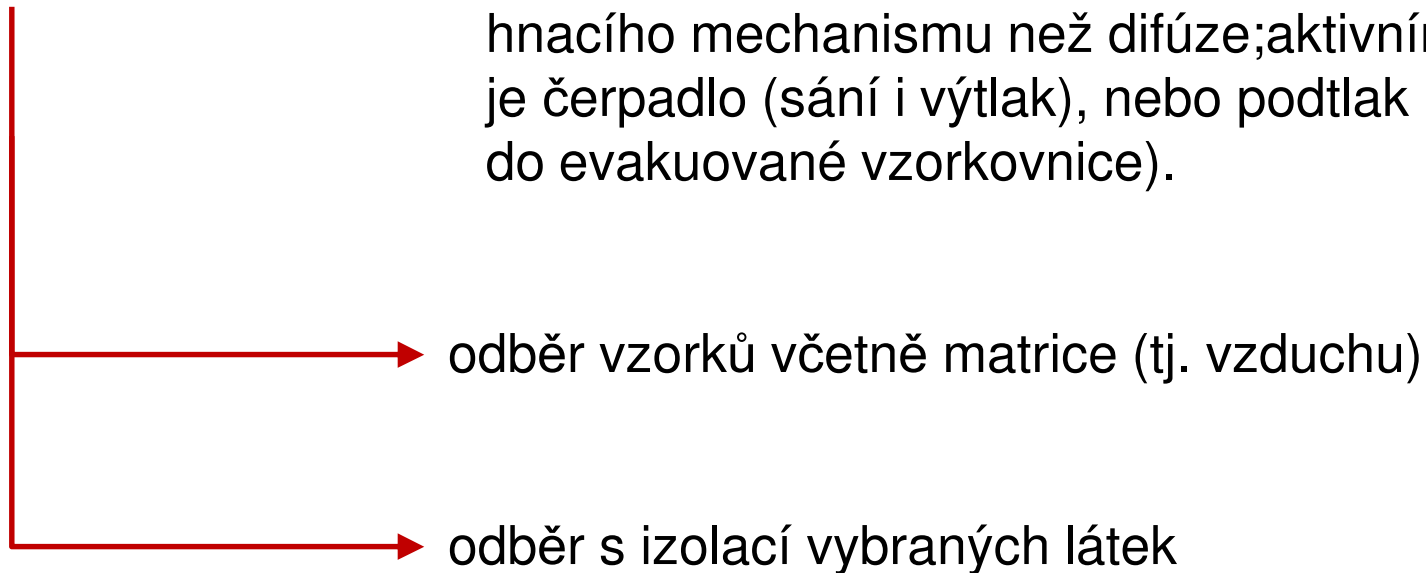 hnacího mechanismu než difúze;
je čerpadlo (sání i výtlak), nebo podtlak
do evakuované vzorkovnice).
odběr vzorků včetně matrice (tj. vzduchu)
odběr s izolací vybraných látek